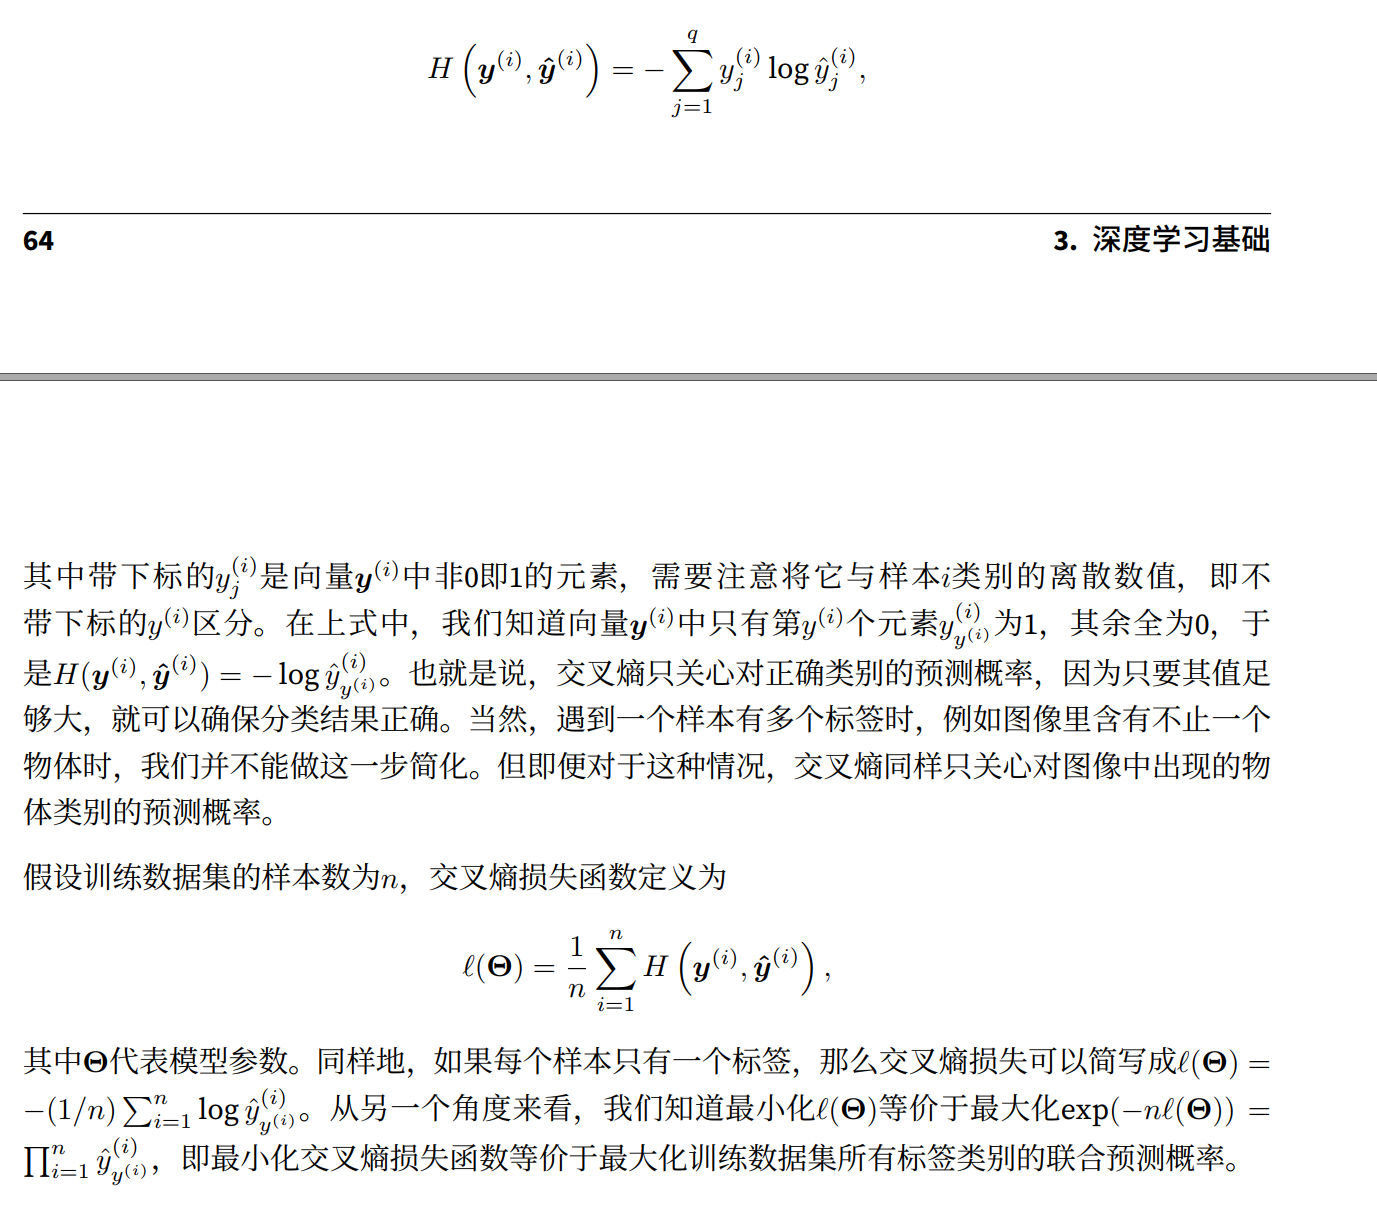 $H\left(\boldsymbol{y}^{(i)}, \hat{\boldsymbol{y}}^{(i)}\right) = -\sum_{j=1}^{q} y_j^{(i)} \log \hat{y}_j^{(i)},$
64 3. 深度学习基础
其中带下标的$y_j^{(i)}$是向量$\boldsymbol{y}^{(i)}$中非0即1的元素，需要注意将它与样本$i$类别的离散数值，即不
带下标的$y^{(i)}$区分。在上式中，我们知道向量$\boldsymbol{y}^{(i)}$中只有第$y^{(i)}$个元素$y_{y^{(i)}}^{(i)}$为1，其余全为0，于
是$H(\boldsymbol{y}^{(i)}, \hat{\boldsymbol{y}}^{(i)}) = -\log \hat{y}_{y^{(i)}}^{(i)}$。也就是说，交叉熵只关心对正确类别的预测概率，因为只要其值足
够大，就可以确保分类结果正确。当然，遇到一个样本有多个标签时，例如图像里含有不止一个
物体时，我们并不能做这一步简化。但即便对于这种情况，交叉熵同样只关心对图像中出现的物
体类别的预测概率。
假设训练数据集的样本数为$n$，交叉熵损失函数定义为
$\ell(\boldsymbol{\Theta}) = \frac{1}{n} \sum_{i=1}^{n} H\left(\boldsymbol{y}^{(i)}, \hat{\boldsymbol{y}}^{(i)}\right),$
其中$\boldsymbol{\Theta}$代表模型参数。同样地，如果每个样本只有一个标签，那么交叉熵损失可以简写成$\ell(\boldsymbol{\Theta}) =$
$-(1/n) \sum_{i=1}^{n} \log \hat{y}_{y^{(i)}}^{(i)}$。从另一个角度来看，我们知道最小化$\ell(\boldsymbol{\Theta})$等价于最大化$\exp(-n\ell(\boldsymbol{\Theta})) =$
$\prod_{i=1}^{n} \hat{y}_{y^{(i)}}^{(i)}$，即最小化交叉熵损失函数等价于最大化训练数据集所有标签类别的联合预测概率。